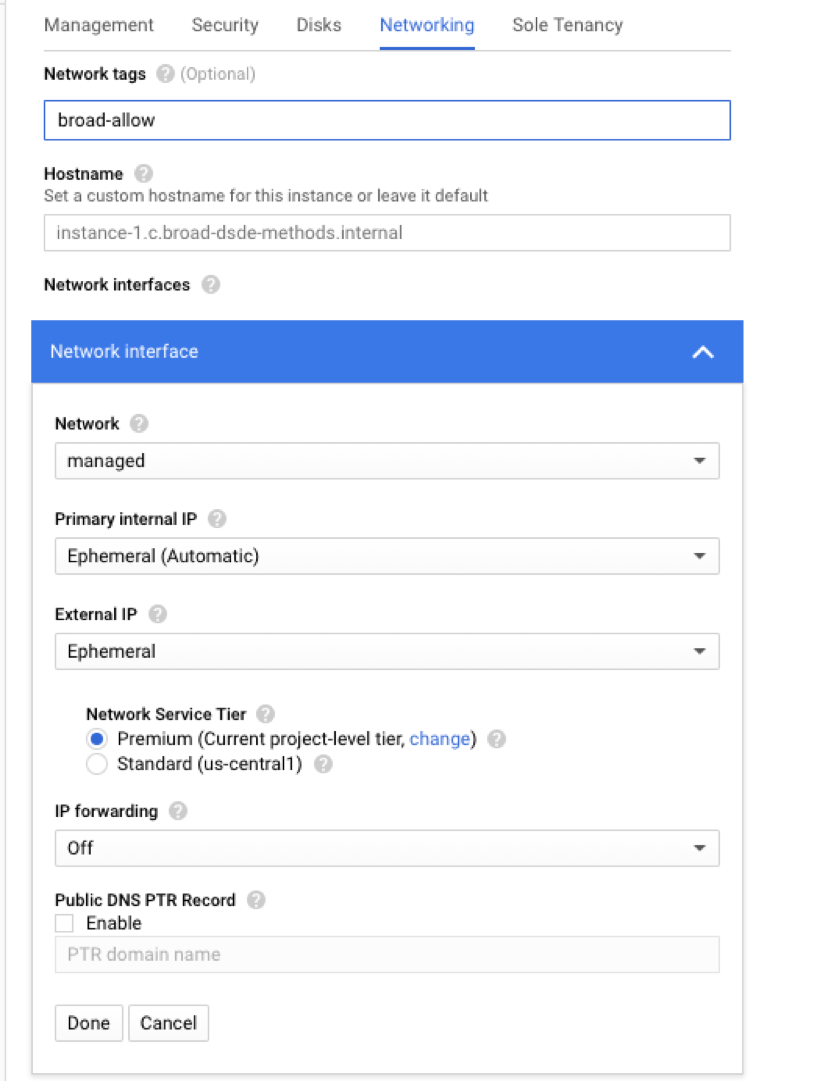 Management Security Disks Networking Sole Tenancy
Network tags (Optional)
broad-allow
Hostname
Set a custom hostname for this instance or leave it default
instance-1.c.broad-dsde-methods.internal
Network interfaces
Network interface
Network
managed
Primary internal IP
Ephemeral (Automatic)
External IP
Ephemeral
Network Service Tier
Premium (Current project-level tier, change)
Standard (us-central1)
IP forwarding
Off
Public DNS PTR Record
Enable
PTR domain name
Done Cancel